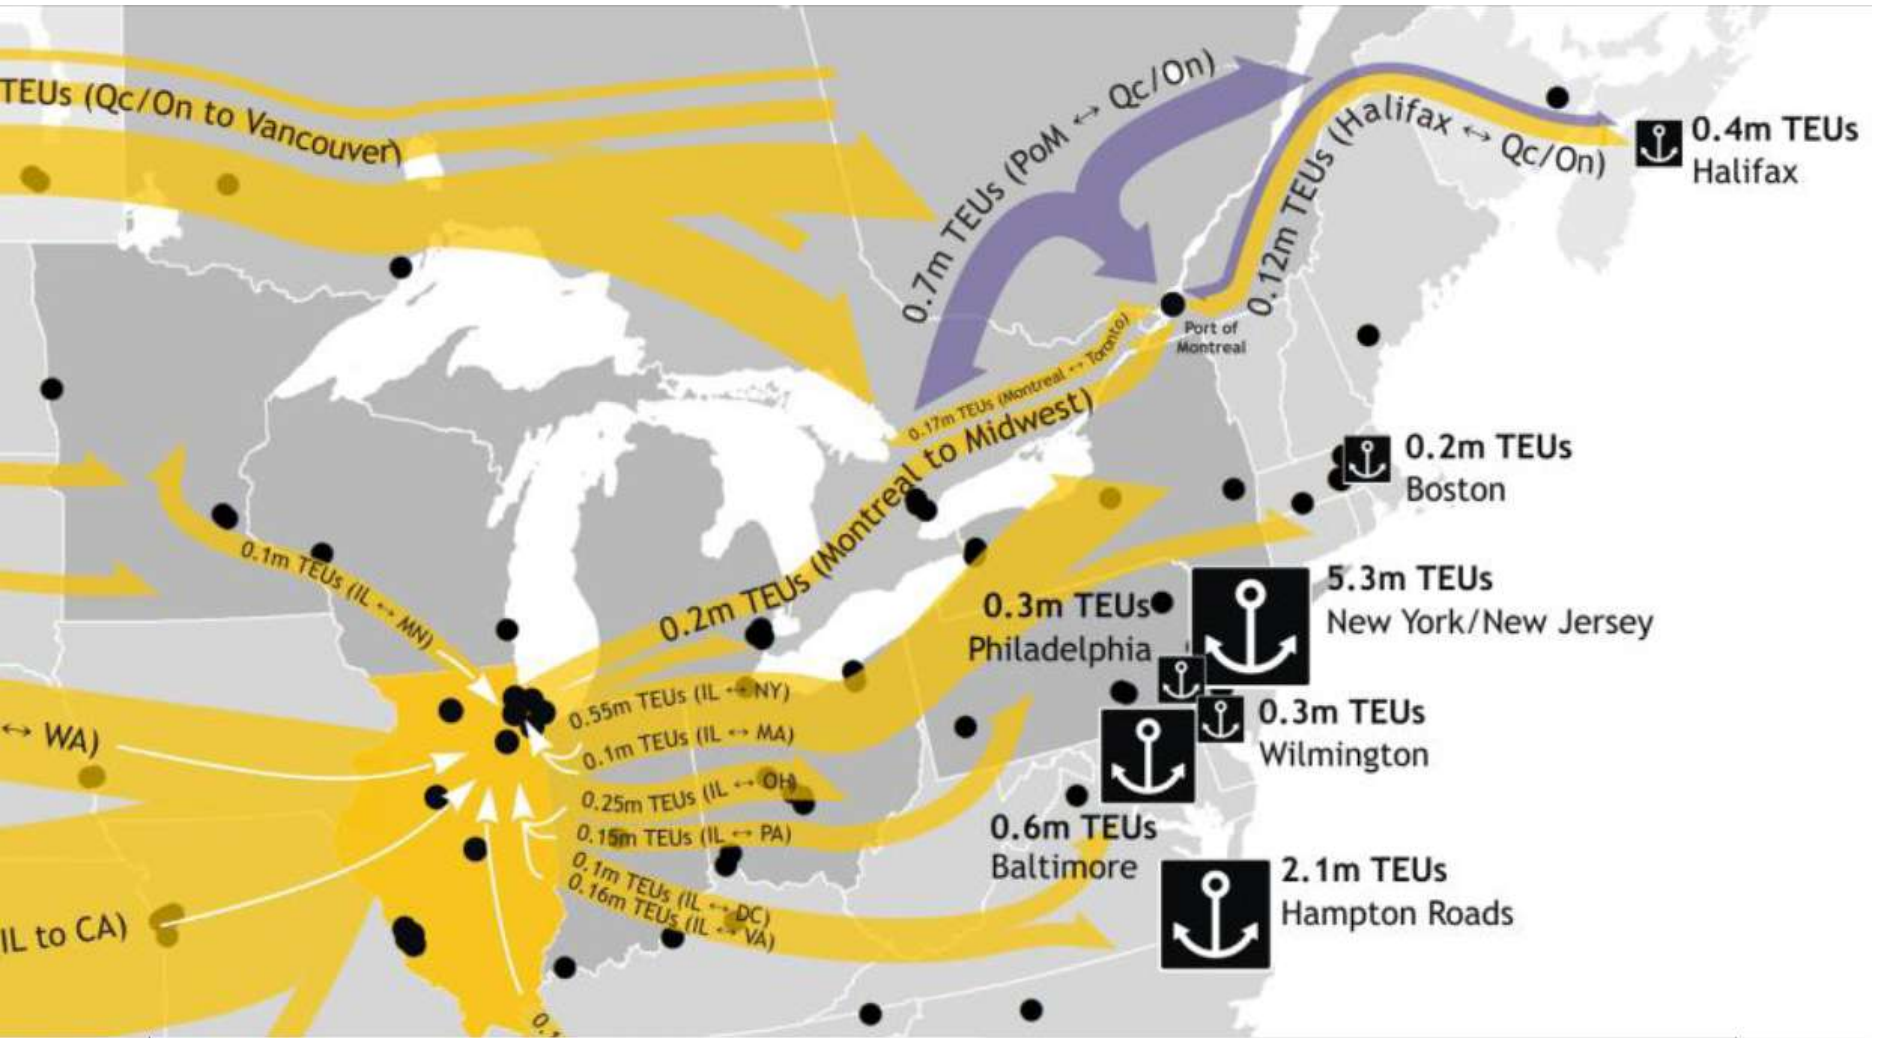 TEUs (Qc/On to Vancouver)
0.7m TEUs (PoM ↔ Qc/On)
0.12m TEUs (Halifax ↔ Qc/On)
0.4m TEUs
Halifax
Port of
Montreal
0.17m TEUs (Montreal ↔ Toronto)
0.2m TEUs (Montreal to Midwest)
0.2m TEUs
Boston
0.1m TEUs (IL ↔ MN)
5.3m TEUs
New York/New Jersey
0.3m TEUs
Philadelphia
0.55m TEUs (IL ↔ NY)
0.1m TEUs (IL ↔ MA)
0.25m TEUs (IL ↔ OH)
0.15m TEUs (IL ↔ PA)
0.1m TEUs (IL ↔ DC)
0.16m TEUs (IL ↔ VA)
0.3m TEUs
Wilmington
↔ WA)
0.6m TEUs
Baltimore
2.1m TEUs
Hampton Roads
IL to CA)
0.1